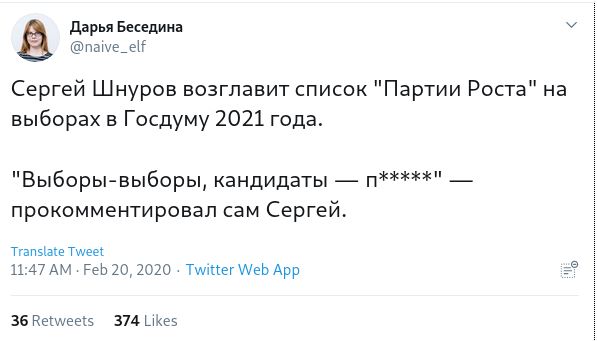 Дарья Беседина
@naive_elf
Сергей Шнуров возглавит список "Партии Роста" на
выборах в Госдуму 2021 года.
"Выборы-выборы, кандидаты — п*****" —
прокомментировал сам Сергей.
Translate Tweet
11:47 AM · Feb 20, 2020 · Twitter Web App
36 Retweets 374 Likes